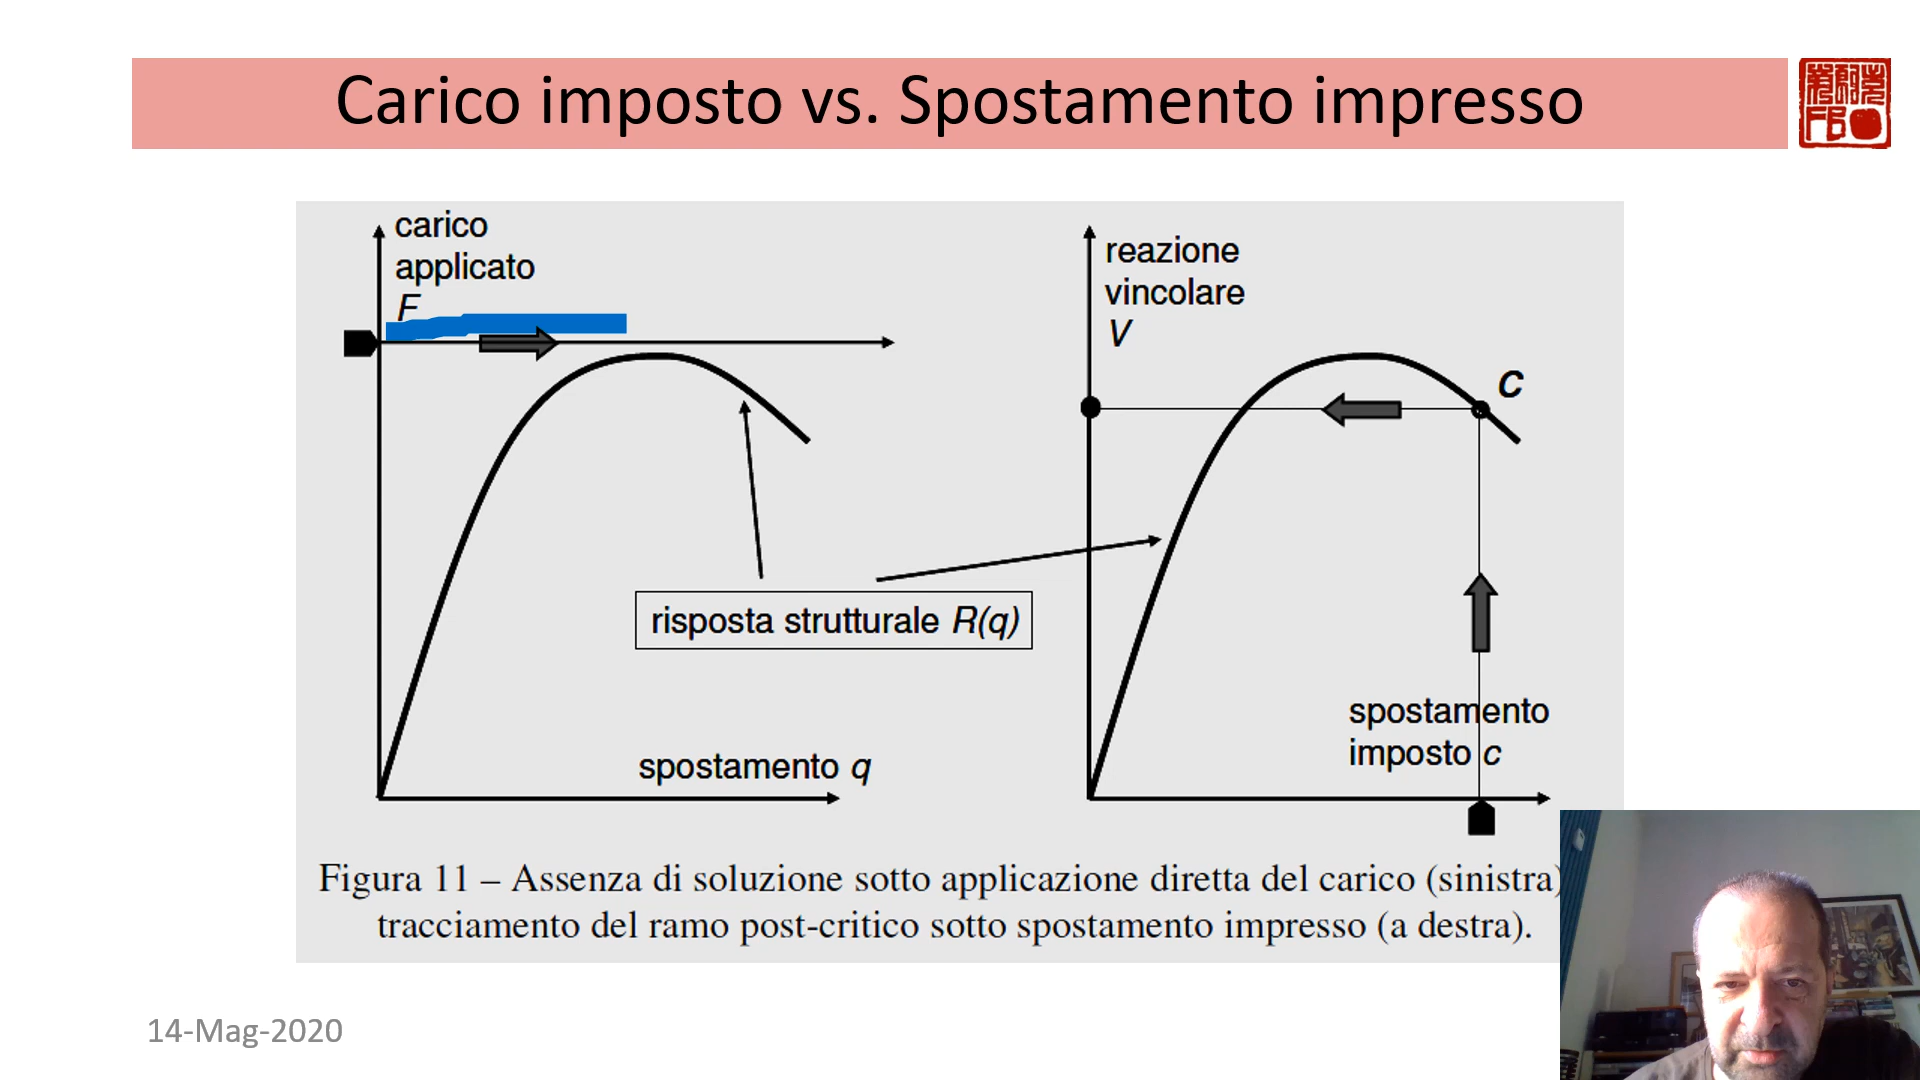 Carico imposto vs. Spostamento impresso
carico
applicato
F
reazione
vincolare
V
C
risposta strutturale R(q)
spostamento q
spostamento
imposto c
Figura 11 – Assenza di soluzione sotto applicazione diretta del carico (sinistra)
tracciamento del ramo post-critico sotto spostamento impresso (a destra).
14-Mag-2020